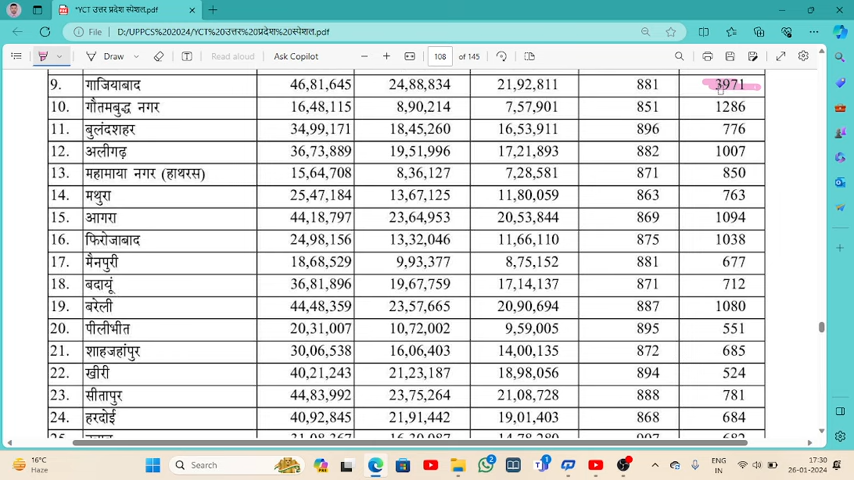 *YCT उत्तर प्रदेश स्पेशल.pdf
File D:/UPPCS%202024/YCT%20उत्तर%20प्रदेश%20स्पेशल.pdf
Draw Read aloud Ask Copilot 108 of 145
9. गाजियाबाद 46,81,645 24,88,834 21,92,811 881 3971
10. गौतमबुद्ध नगर 16,48,115 8,90,214 7,57,901 851 1286
11. बुलंदशहर 34,99,171 18,45,260 16,53,911 896 776
12. अलीगढ़ 36,73,889 19,51,996 17,21,893 882 1007
13. महामाया नगर (हाथरस) 15,64,708 8,36,127 7,28,581 871 850
14. मथुरा 25,47,184 13,67,125 11,80,059 863 763
15. आगरा 44,18,797 23,64,953 20,53,844 869 1094
16. फिरोजाबाद 24,98,156 13,32,046 11,66,110 875 1038
17. मैनपुरी 18,68,529 9,93,377 8,75,152 881 677
18. बदायूं 36,81,896 19,67,759 17,14,137 871 712
19. बरेली 44,48,359 23,57,665 20,90,694 887 1080
20. पीलीभीत 20,31,007 10,72,002 9,59,005 895 551
21. शाहजहांपुर 30,06,538 16,06,403 14,00,135 872 685
22. खीरी 40,21,243 21,23,187 18,98,056 894 524
23. सीतापुर 44,83,992 23,75,264 21,08,728 888 781
24. हरदोई 40,92,845 21,91,442 19,01,403 868 684
16°C
Haze
Search
ENG
IN
17:30
26-01-2024